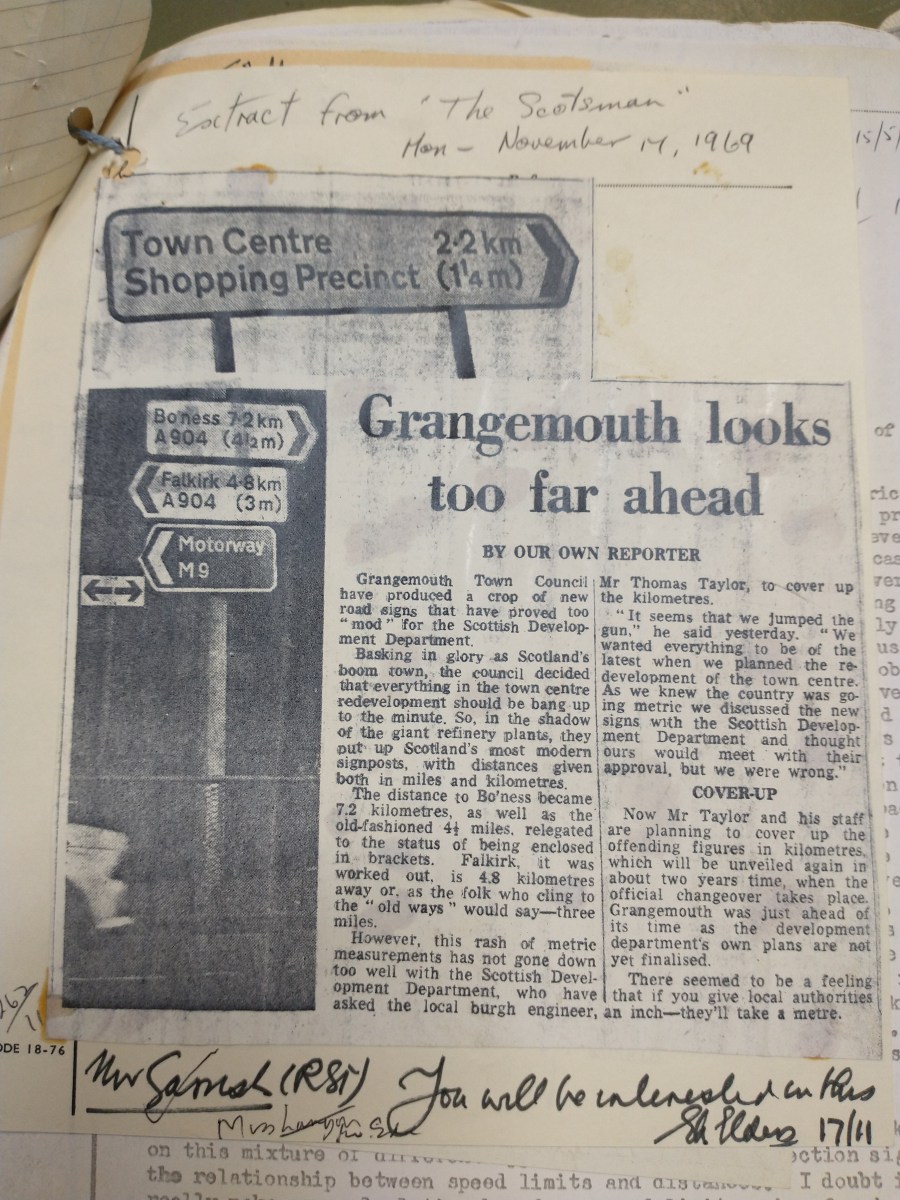 Extract from "The Scotsman"
Mon - November 17, 1969
15/5/
Town Centre 2·2 km
Shopping Precinct (1¼ m)
Bo'ness 7·2 km
A 904 (4½ m)
Falkirk 4·8 km
A 904 (3 m)
Motorway
M 9
Grangemouth looks
too far ahead
BY OUR OWN REPORTER
Grangemouth Town Council
have produced a crop of new
road signs that have proved too
"mod" for the Scottish Develop-
ment Department.
Basking in glory as Scotland's
boom town, the council decided
that everything in the town centre
redevelopment should be bang up
to the minute. So, in the shadow
of the giant refinery plants, they
put up Scotland's most modern
signposts, with distances given
both in miles and kilometres.
The distance to Bo'ness became
7.2 kilometres, as well as the
old-fashioned 4½ miles, relegated
to the status of being enclosed
in brackets. Falkirk, it was
worked out, is 4.8 kilometres
away or, as the folk who cling to
the "old ways" would say—three
miles.
However, this rash of metric
measurements has not gone down
too well with the Scottish Devel-
opment Department, who have
asked the local burgh engineer,
Mr Thomas Taylor, to cover up
the kilometres.
"It seems that we jumped the
gun," he said yesterday. "We
wanted everything to be of the
latest when we planned the re-
development of the town centre.
As we knew the country was go-
ing metric we discussed the new
signs with the Scottish Develop-
ment Department and thought
ours would meet with their
approval, but we were wrong."
COVER-UP
Now Mr Taylor and his staff
are planning to cover up the
offending figures in kilometres,
which will be unveiled again in
about two years time, when the
official changeover takes place.
Grangemouth was just ahead of
its time as the development
department's own plans are not
yet finalised.
There seemed to be a feeling
that if you give local authorities
an inch—they'll take a metre.
ODE 18-76
Mr (RS1) You will be interested in this
17/11
on this mixture of
the relationship between speed limits and distances. I doubt